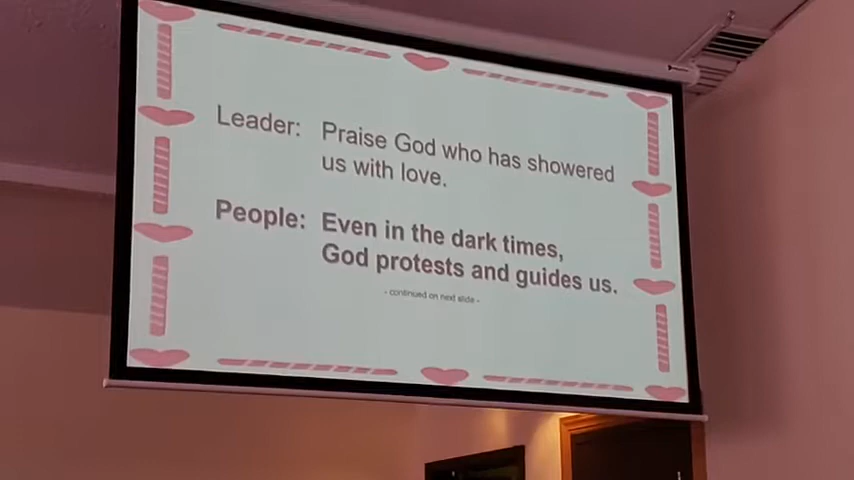 Leader: Praise God who has showered
us with love.
People: Even in the dark times,
God protests and guides us.
- continued on next slide -